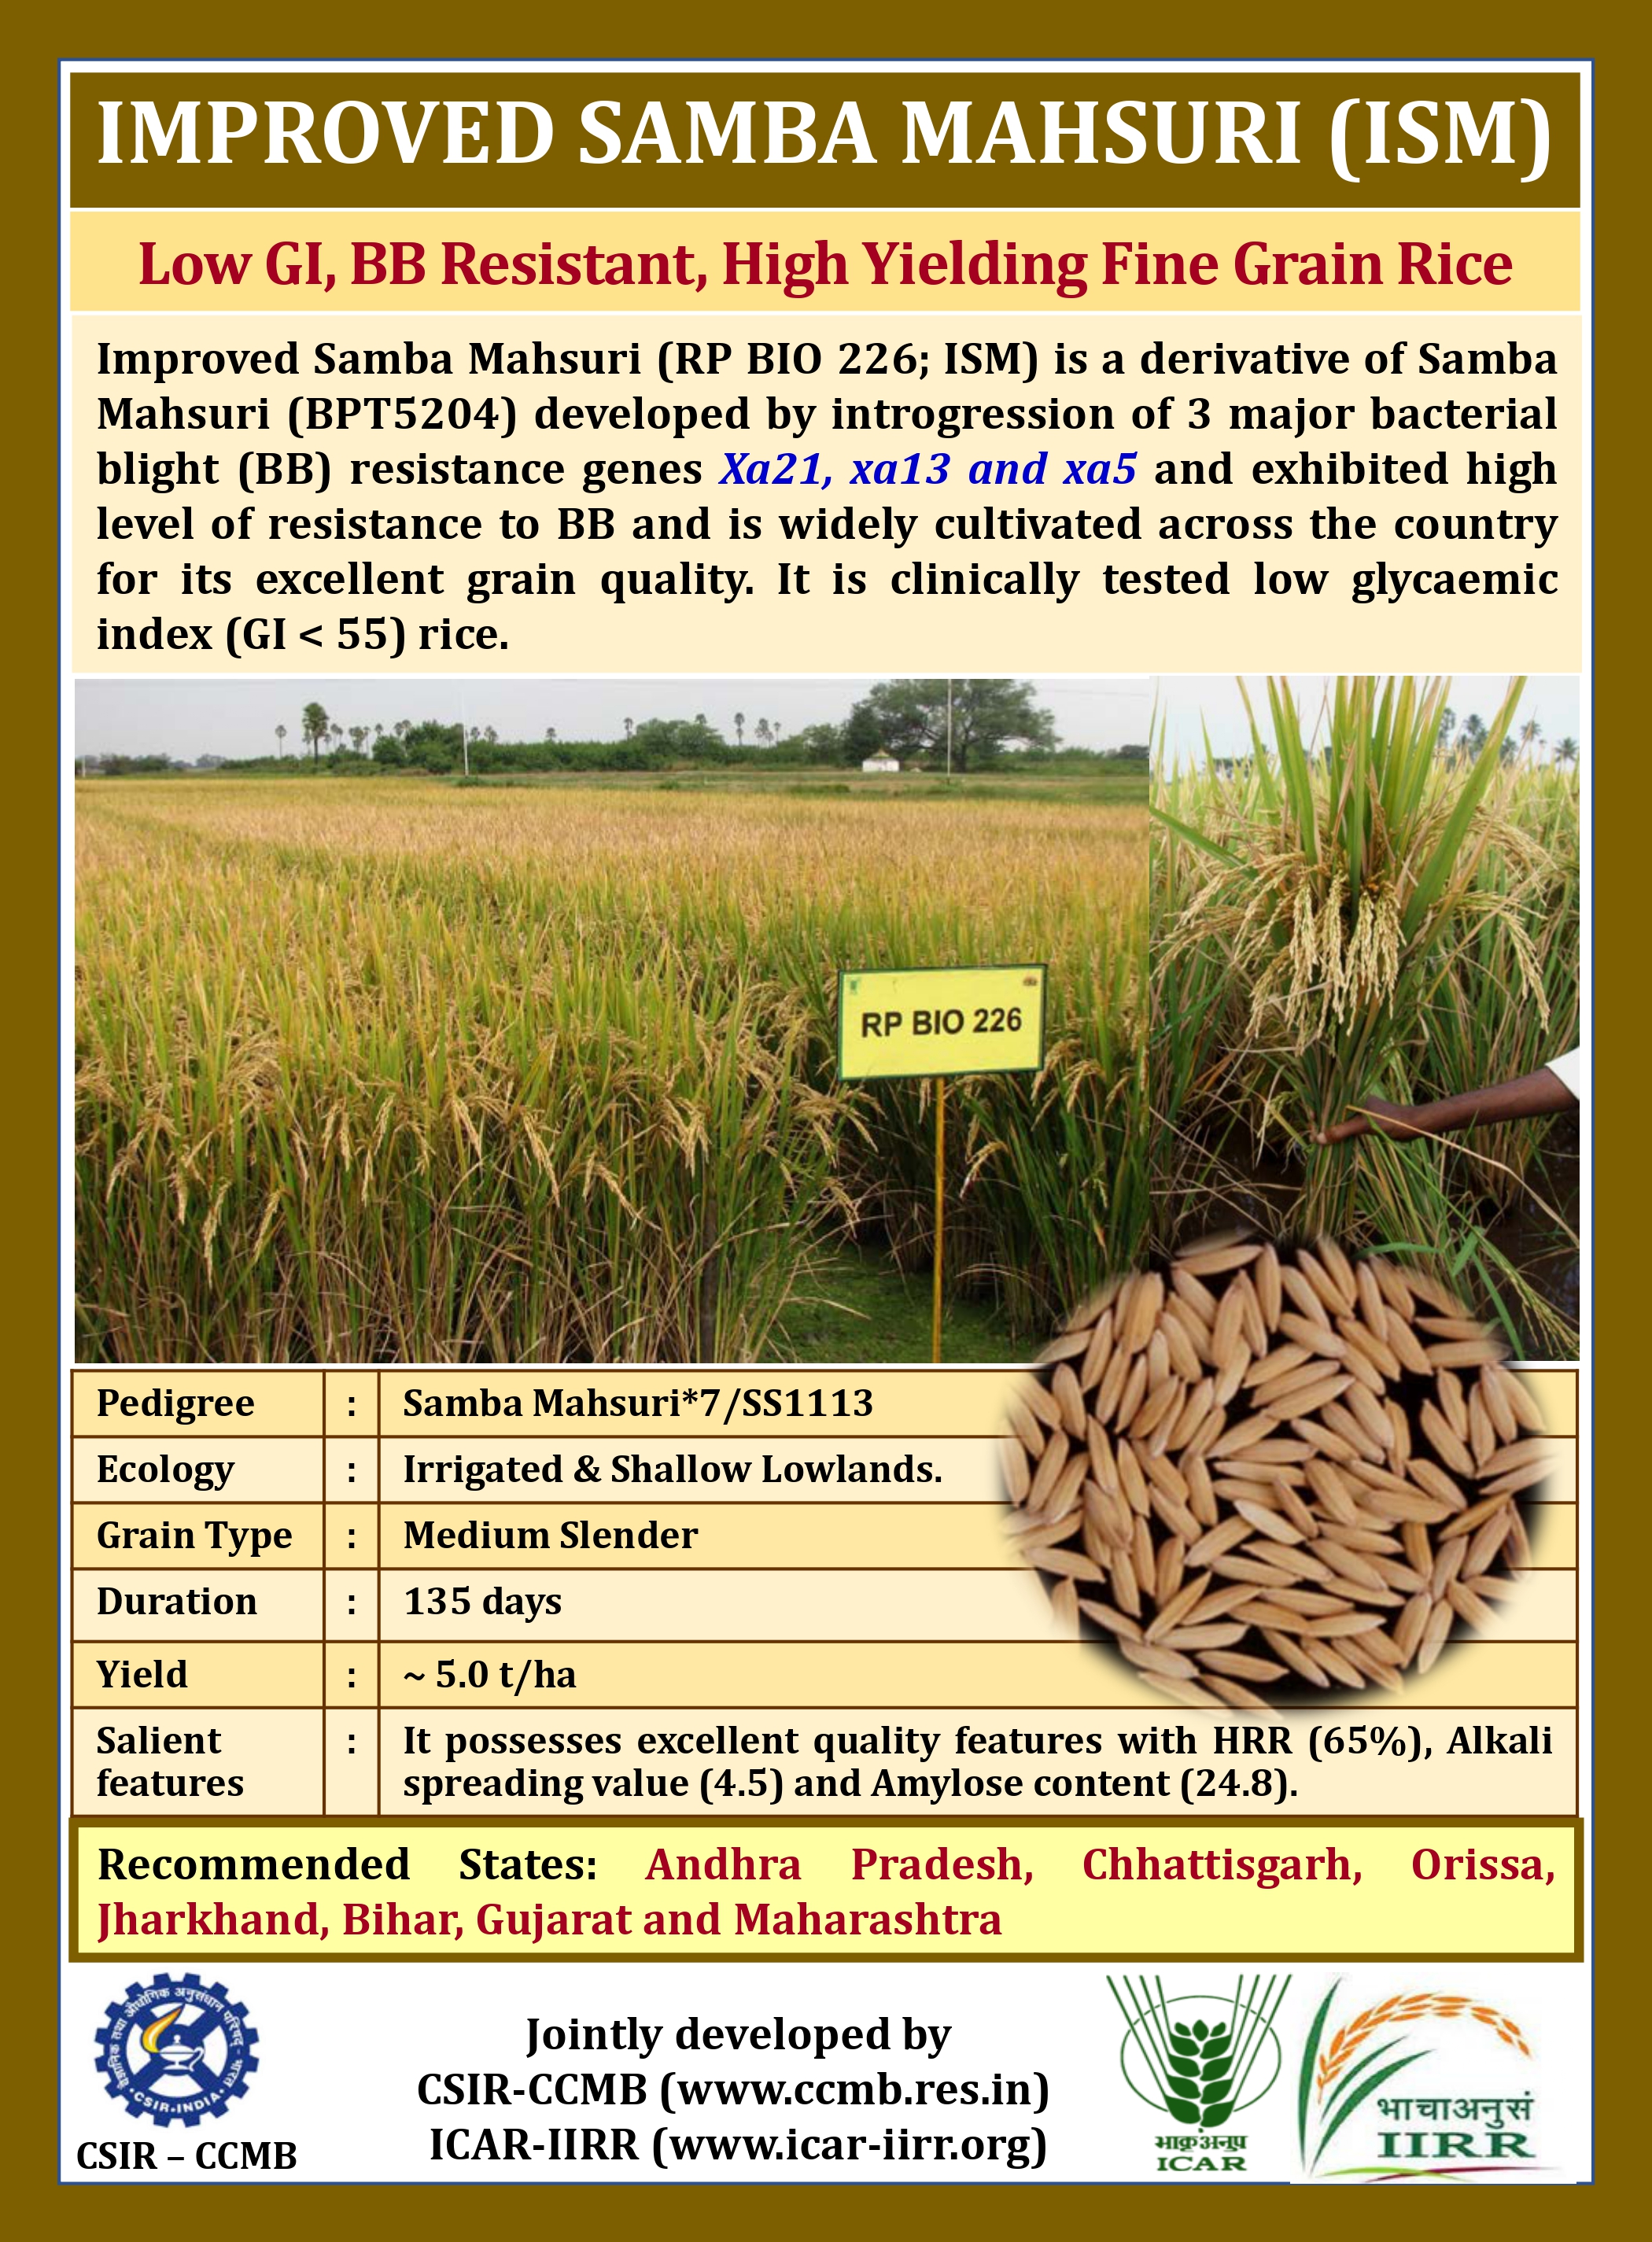 IMPROVED SAMBA MAHSURI (ISM)
Low GI, BB Resistant, High Yielding Fine Grain Rice
Improved Samba Mahsuri (RP BIO 226; ISM) is a derivative of Samba
Mahsuri (BPT5204) developed by introgression of 3 major bacterial
blight (BB) resistance genes Xa21, xa13 and xa5 and exhibited high
level of resistance to BB and is widely cultivated across the country
for its excellent grain quality. It is clinically tested low glycaemic
index (GI < 55) rice.
RP BIO 226
Pedigree : Samba Mahsuri*7/SS1113
Ecology : Irrigated & Shallow Lowlands.
Grain Type : Medium Slender
Duration : 135 days
Yield : ~ 5.0 t/ha
Salient : It possesses excellent quality features with HRR (65%), Alkali
features spreading value (4.5) and Amylose content (24.8).
Recommended States: Andhra Pradesh, Chhattisgarh, Orissa,
Jharkhand, Bihar, Gujarat and Maharashtra
वैज्ञानिक तथा औद्योगिक अनुसंधान परिषद् - भारत
CSIR-INDIA
CSIR – CCMB
Jointly developed by
CSIR-CCMB (www.ccmb.res.in)
ICAR-IIRR (www.icar-iirr.org)
भाकृअनुप
ICAR
भाचाअनुसं
IIRR